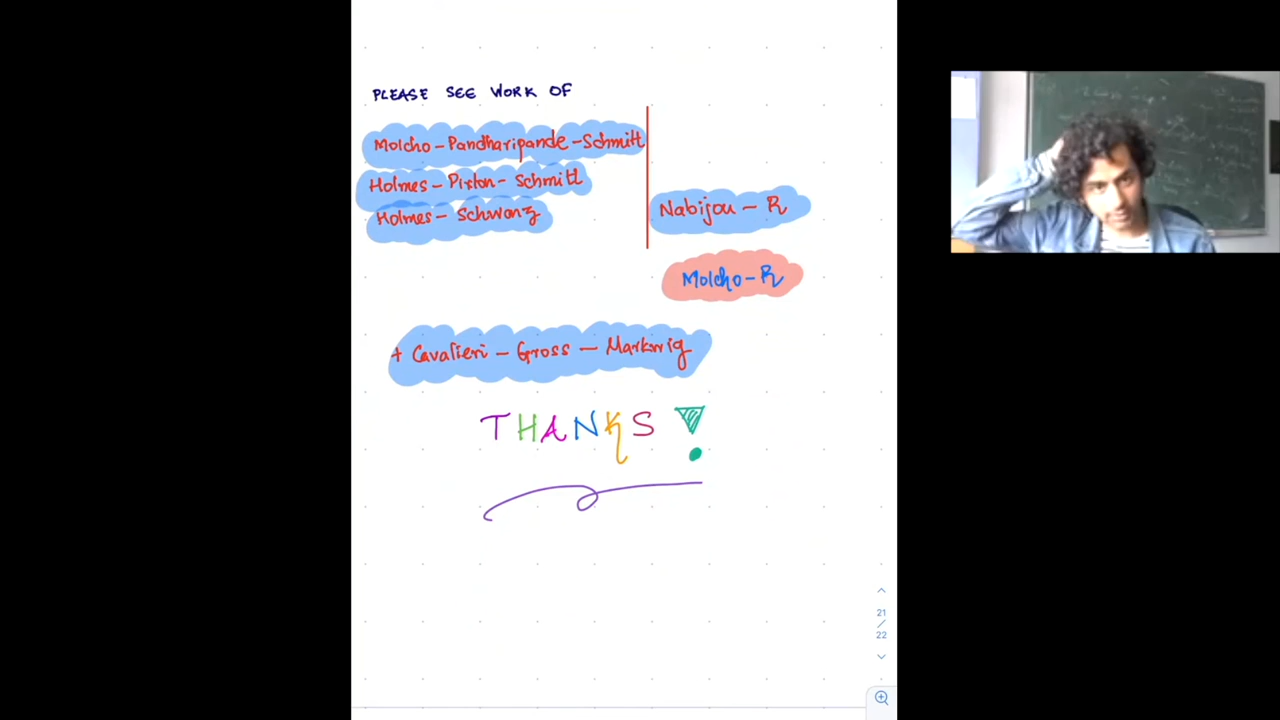 PLEASE SEE WORK OF
Molcho-Pandharipande-Schmitt
Holmes-Pixton-Schmitt
Holmes-Schwarz
Nabijou-R
Molcho-R
+ Cavalieri-Gross-Markwig
THANKS!
21
/
22